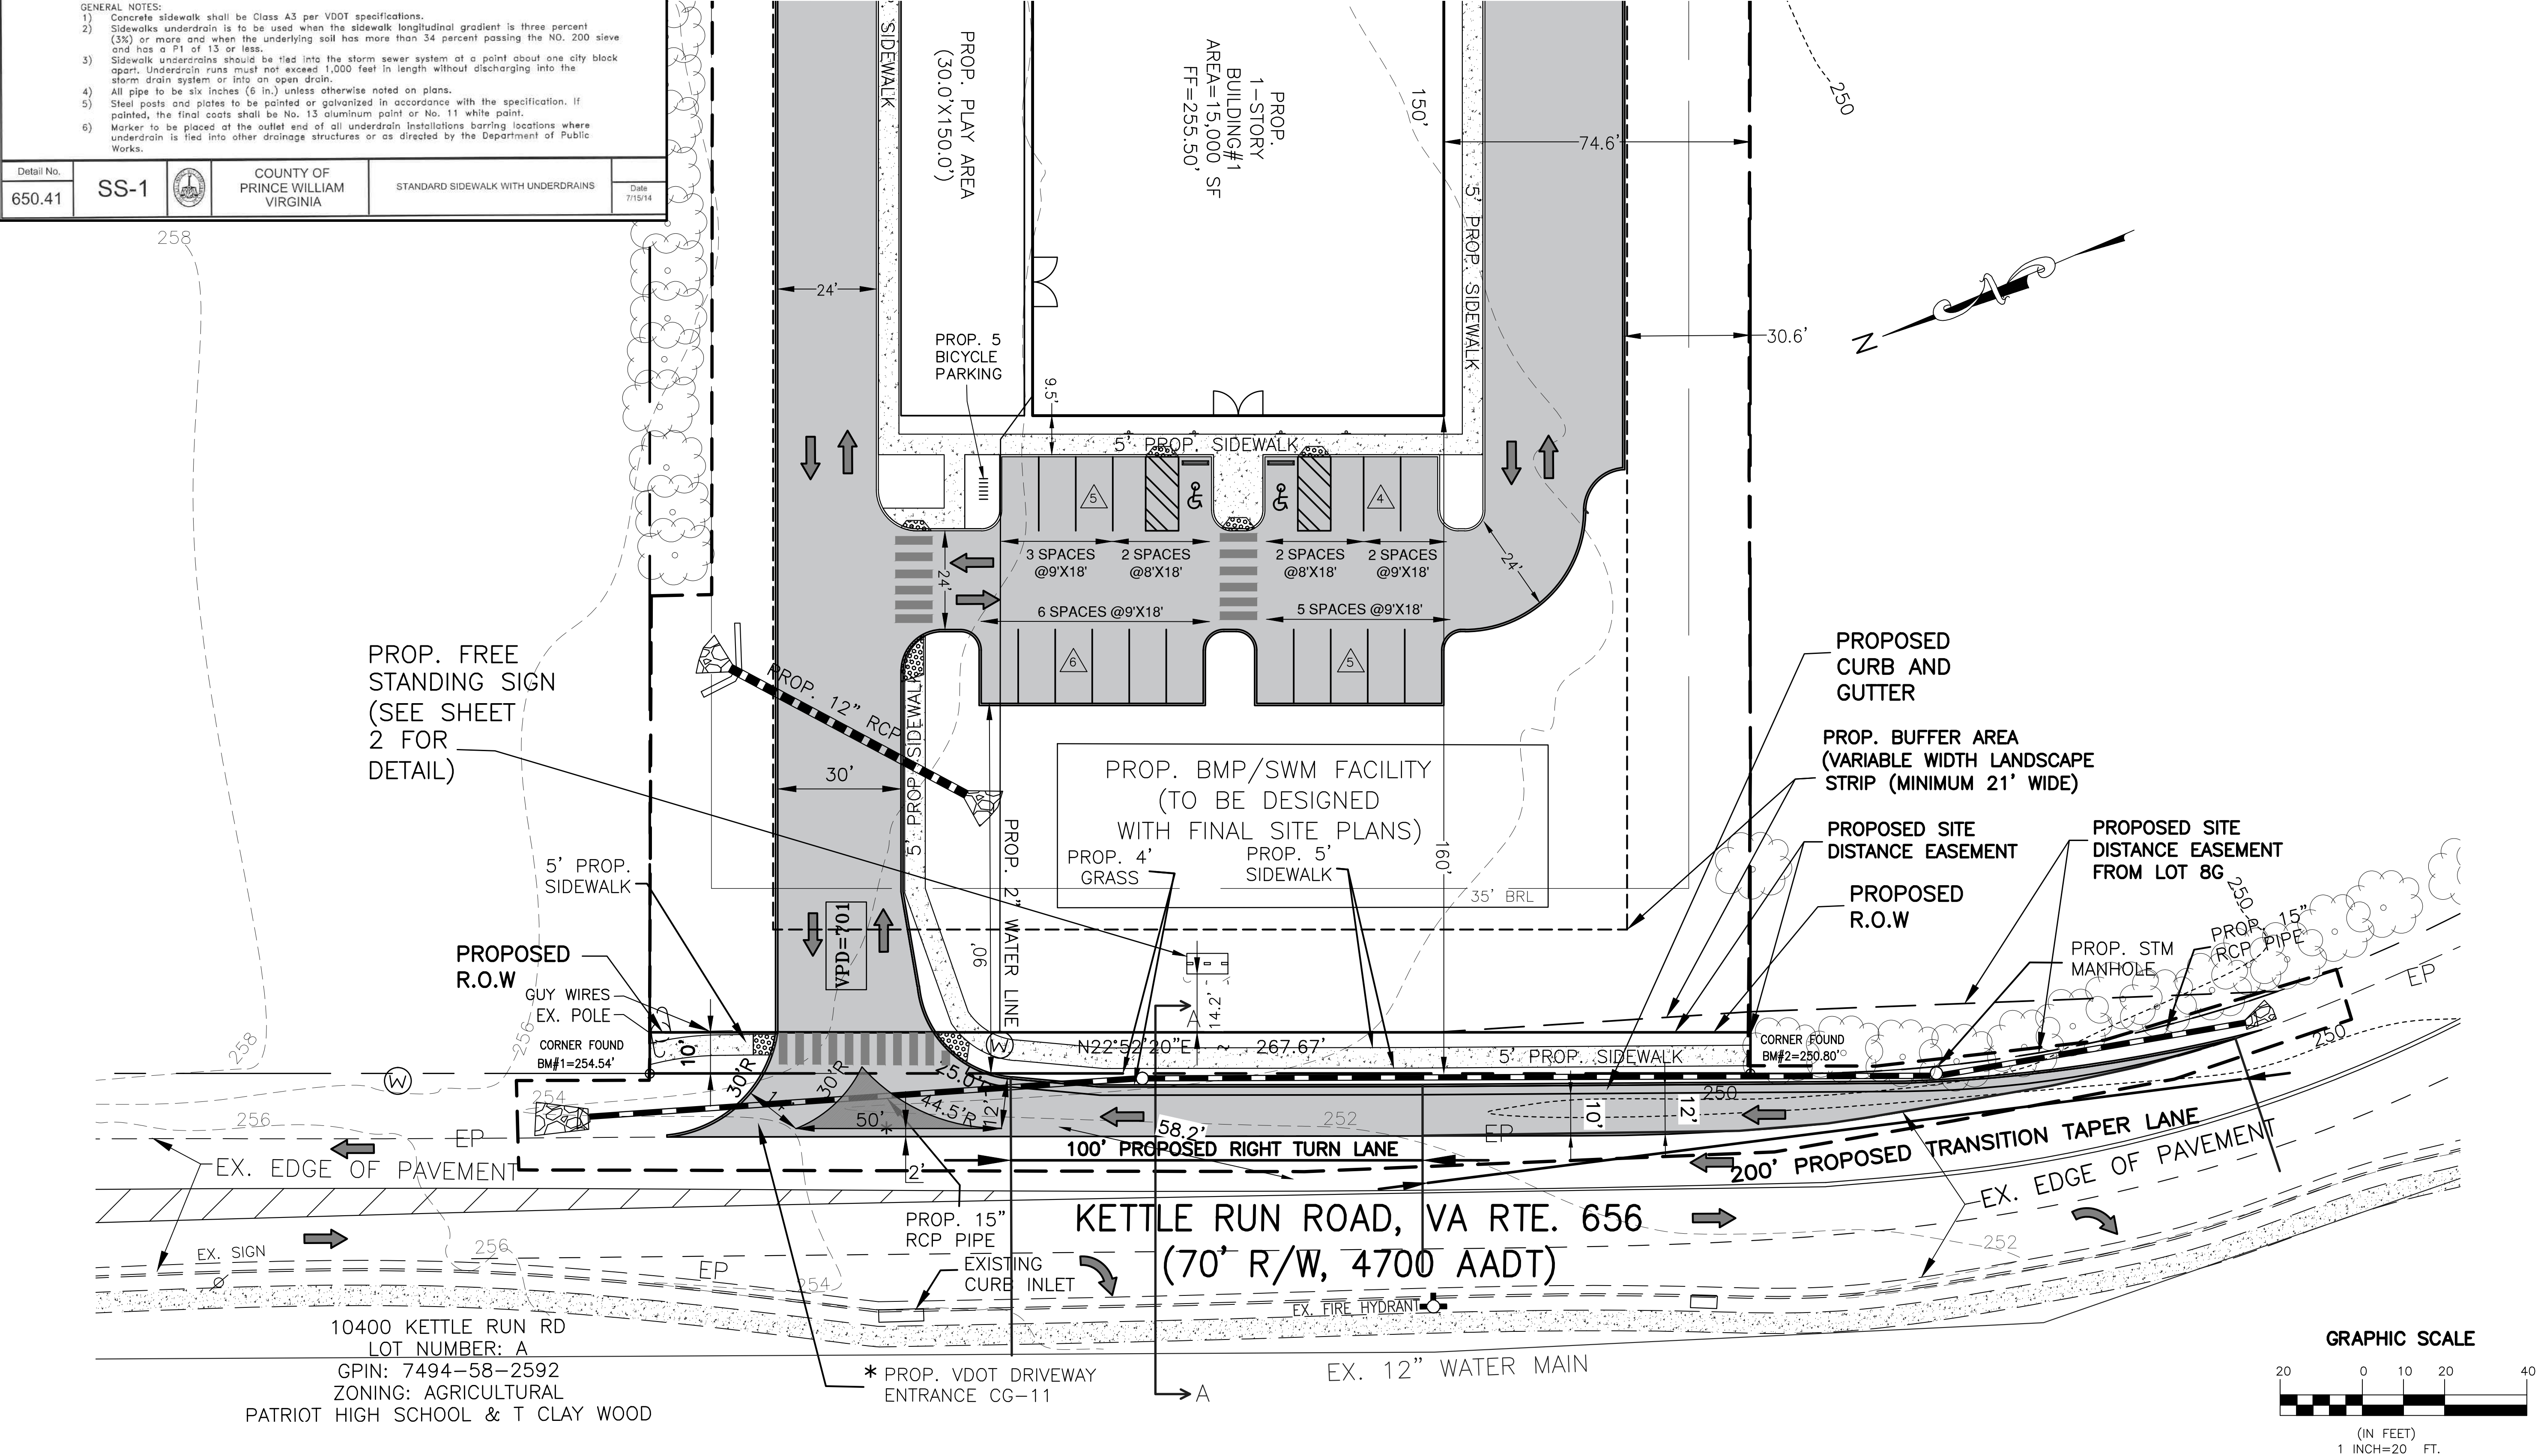 GENERAL NOTES:
1) Concrete sidewalk shall be Class A3 per VDOT specifications.
2) Sidewalks underdrain is to be used when the sidewalk longitudinal gradient is three percent
(3%) or more and when the underlying soil has more than 34 percent passing the NO. 200 sieve
and has a P1 of 13 or less.
3) Sidewalk underdrains should be tied into the storm sewer system at a point about one city block
apart. Underdrain runs must not exceed 1,000 feet in length without discharging into the
storm drain system or into an open drain.
4) All pipe to be six inches (6 in.) unless otherwise noted on plans.
5) Steel posts and plates to be painted or galvanized in accordance with the specification. If
painted, the final coats shall be No. 13 aluminum paint or No. 11 white paint.
6) Marker to be placed at the outlet end of all underdrain installations barring locations where
underdrain is tied into other drainage structures or as directed by the Department of Public
Works.
Detail No.
650.41
SS-1
COUNTY OF
PRINCE WILLIAM
VIRGINIA
STANDARD SIDEWALK WITH UNDERDRAINS
Date
7/15/14
258
SIDEWALK
PROP. PLAY AREA
(30.0'X150.0')
PROP.
1-STORY
BUILDING#1
AREA=15,000 SF
FF=255.50'
150'
5' PROP. SIDEWALK
74.6'
250
30.6'
N
24'
PROP. 5
BICYCLE
PARKING
9.5'
5' PROP. SIDEWALK
5
4
3 SPACES
@9'X18'
2 SPACES
@8'X18'
2 SPACES
@8'X18'
2 SPACES
@9'X18'
24'
24'
6 SPACES @9'X18'
5 SPACES @9'X18'
6
5
PROP. FREE
STANDING SIGN
(SEE SHEET
2 FOR
DETAIL)
PROP. 12" RCP
30'
5' PROP. SIDEWALK
PROP. 2" WATER LINE
90'
PROP. BMP/SWM FACILITY
(TO BE DESIGNED
WITH FINAL SITE PLANS)
PROP. 4'
GRASS
PROP. 5'
SIDEWALK
160'
35' BRL
PROPOSED
CURB AND
GUTTER
PROP. BUFFER AREA
(VARIABLE WIDTH LANDSCAPE
STRIP (MINIMUM 21' WIDE)
PROPOSED SITE
DISTANCE EASEMENT
PROPOSED SITE
DISTANCE EASEMENT
FROM LOT 8G
PROPOSED
R.O.W
250
PROP. 15"
RCP PIPE
PROP. STM
MANHOLE
EP
5' PROP.
SIDEWALK
VPD=701
PROPOSED
R.O.W
GUY WIRES
EX. POLE
CORNER FOUND
BM#1=254.54'
10'
14.2'
A
W
N22°52'20"E
267.67'
5' PROP. SIDEWALK
CORNER FOUND
BM#2=250.80'
258
256
W
254
256
30'R
30'R
25.0'R
44.5'R
12'
50'
*
2'
58.2'
252
EP
10'
12'
250
250
EP
EX. EDGE OF PAVEMENT
100' PROPOSED RIGHT TURN LANE
200' PROPOSED TRANSITION TAPER LANE
EX. EDGE OF PAVEMENT
PROP. 15"
RCP PIPE
KETTLE RUN ROAD, VA RTE. 656
(70' R/W, 4700 AADT)
252
EX. SIGN
256
EP
254
EXISTING
CURB INLET
EX. FIRE HYDRANT
10400 KETTLE RUN RD
LOT NUMBER: A
GPIN: 7494-58-2592
ZONING: AGRICULTURAL
PATRIOT HIGH SCHOOL & T CLAY WOOD
* PROP. VDOT DRIVEWAY
ENTRANCE CG-11
A
EX. 12" WATER MAIN
GRAPHIC SCALE
20 0 10 20 40
(IN FEET)
1 INCH=20 FT.